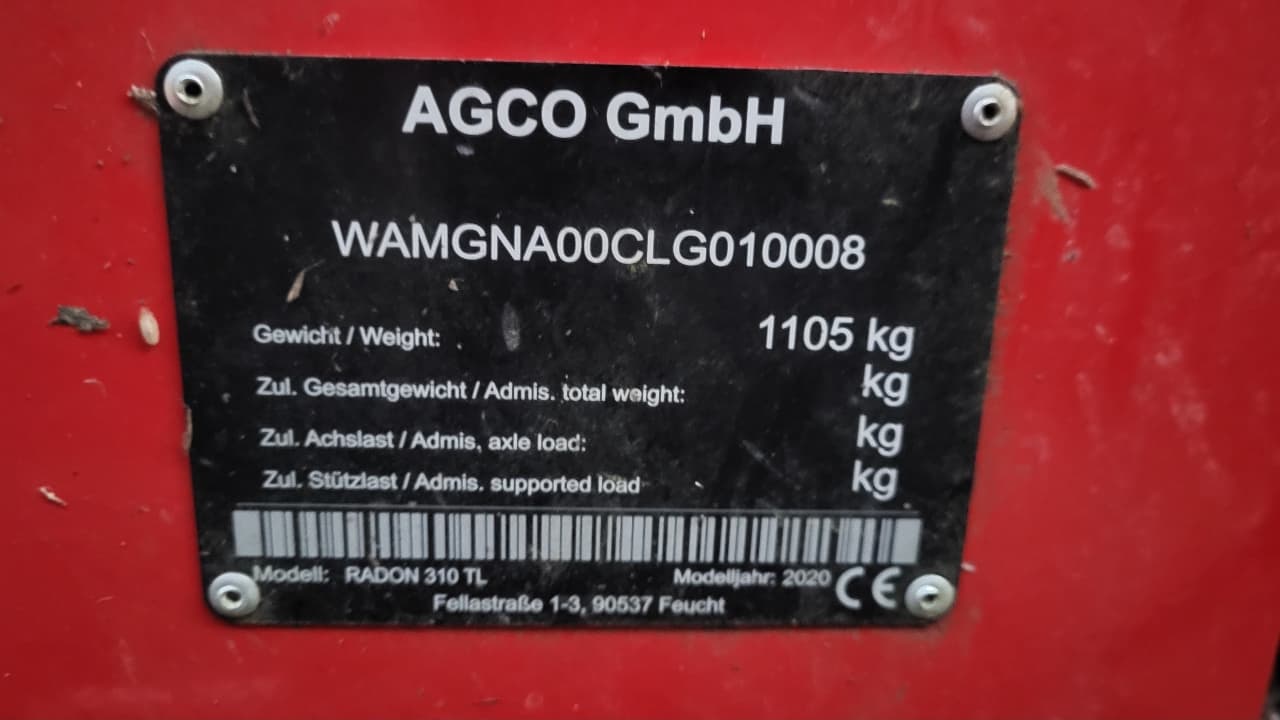 AGCO GmbH
WAMGNA00CLG010008
Gewicht / Weight: 1105 kg
Zul. Gesamtgewicht / Admis. total weight: kg
Zul. Achslast / Admis. axle load: kg
Zul. Stützlast / Admis. supported load kg
Modell: RADON 310 TL Modelljahr: 2020 CE
Fellastraße 1-3, 90537 Feucht